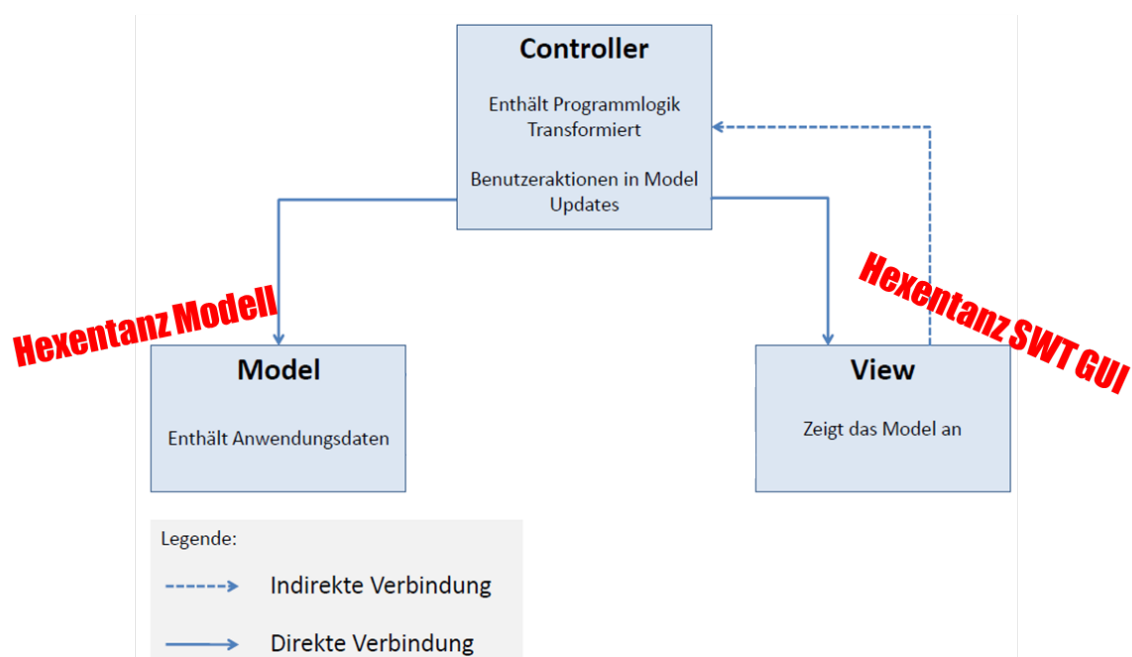 Controller
Enthält Programmlogik
Transformiert
Benutzeraktionen in Model
Updates
Hexentanz Modell
Hexentanz SWT GUI
Model
Enthält Anwendungsdaten
View
Zeigt das Model an
Legende:
Indirekte Verbindung
Direkte Verbindung